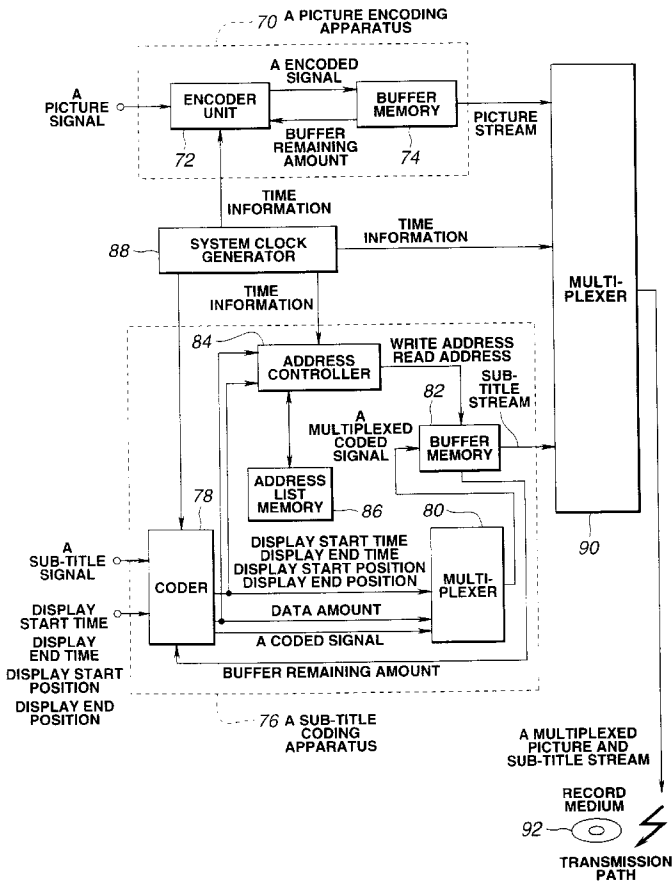 70 A PICTURE ENCODING
APPARATUS
A ENCODED
SIGNAL
A
PICTURE
SIGNAL
ENCODER
UNIT
BUFFER
MEMORY
PICTURE
STREAM
BUFFER
REMAINING
AMOUNT
72
74
TIME
INFORMATION
88
SYSTEM CLOCK
GENERATOR
TIME
INFORMATION
MULTI-
PLEXER
TIME
INFORMATION
84
ADDRESS
CONTROLLER
WRITE ADDRESS
READ ADDRESS
SUB-
TITLE
STREAM
82
A
MULTIPLEXED
CODED
SIGNAL
BUFFER
MEMORY
ADDRESS
LIST
MEMORY
86
78
80
90
A
SUB-TITLE
SIGNAL
DISPLAY START TIME
DISPLAY END TIME
DISPLAY START POSITION
DISPLAY END POSITION
CODER
MULTI-
PLEXER
DISPLAY
START TIME
DISPLAY
END TIME
DISPLAY START
POSITION
DISPLAY END
POSITION
DATA AMOUNT
A CODED SIGNAL
BUFFER REMAINING AMOUNT
76 A SUB-TITLE
CODING
APPARATUS
A MULTIPLEXED
PICTURE AND
SUB-TITLE STREAM
RECORD
MEDIUM
92
TRANSMISSION
PATH